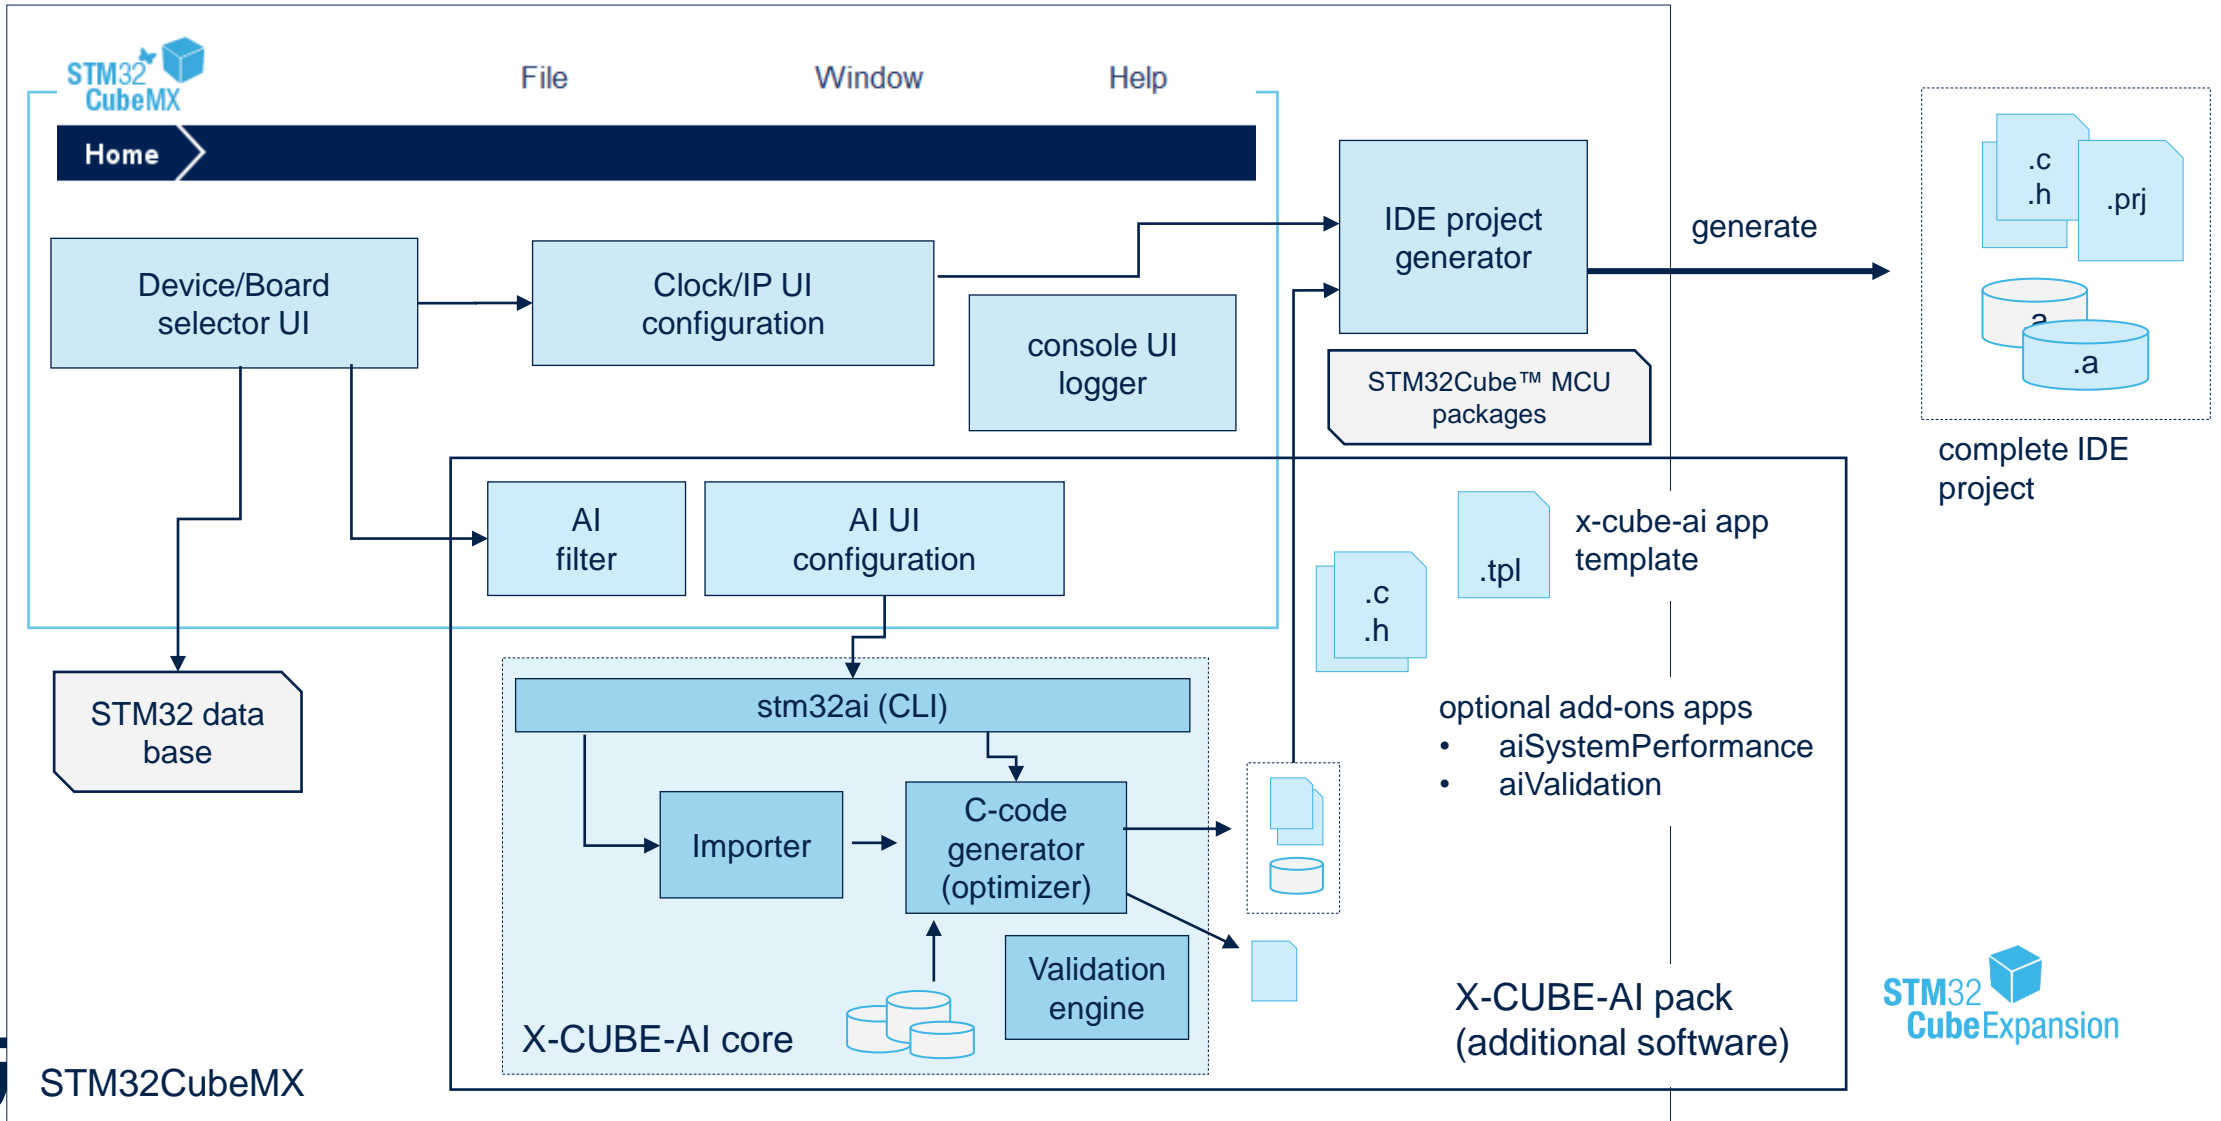 STM32
CubeMX
File
Window
Help
Home
Device/Board
selector UI
Clock/IP UI
configuration
console UI
logger
IDE project
generator
generate
STM32Cube™ MCU
packages
.c
.h
.prj
.a
.a
complete IDE
project
AI
filter
AI UI
configuration
.tpl
x-cube-ai app
template
.c
.h
STM32 data
base
stm32ai (CLI)
optional add-ons apps
• aiSystemPerformance
• aiValidation
Importer
C-code
generator
(optimizer)
Validation
engine
X-CUBE-AI core
X-CUBE-AI pack
(additional software)
STM32
CubeExpansion
STM32CubeMX